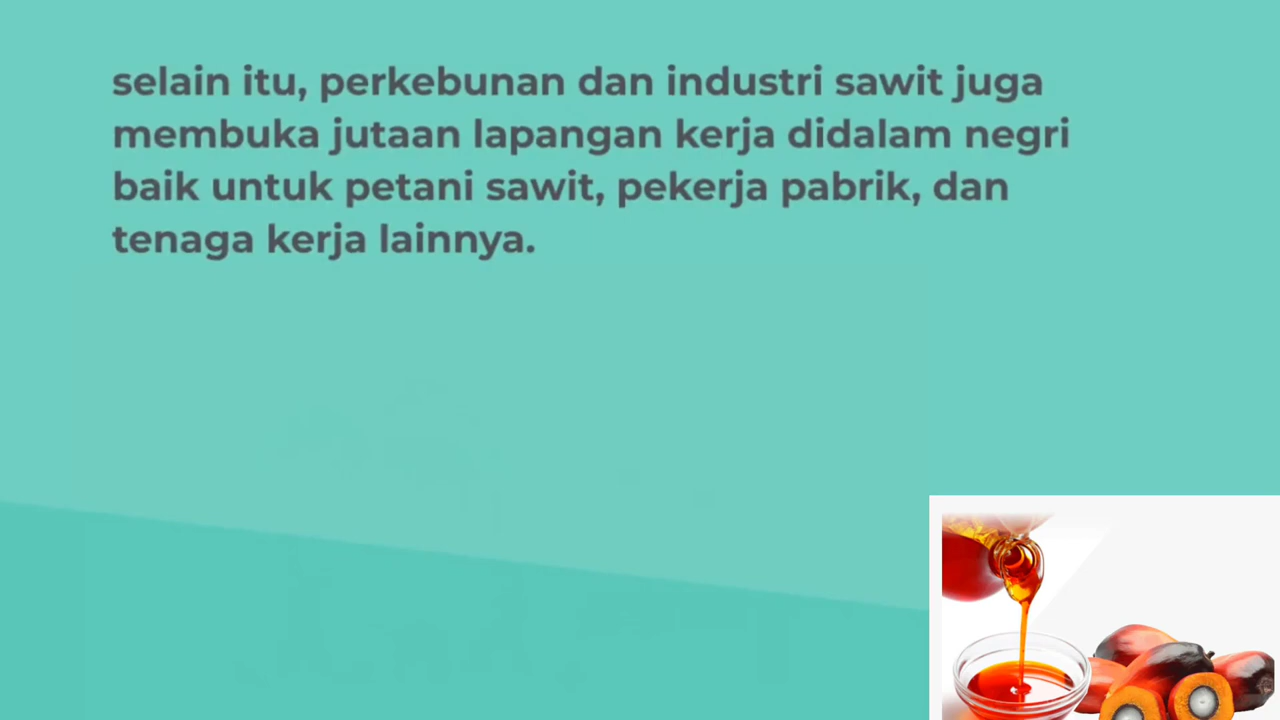 selain itu, perkebunan dan industri sawit juga
membuka jutaan lapangan kerja didalam negri
baik untuk petani sawit, pekerja pabrik, dan
tenaga kerja lainnya.